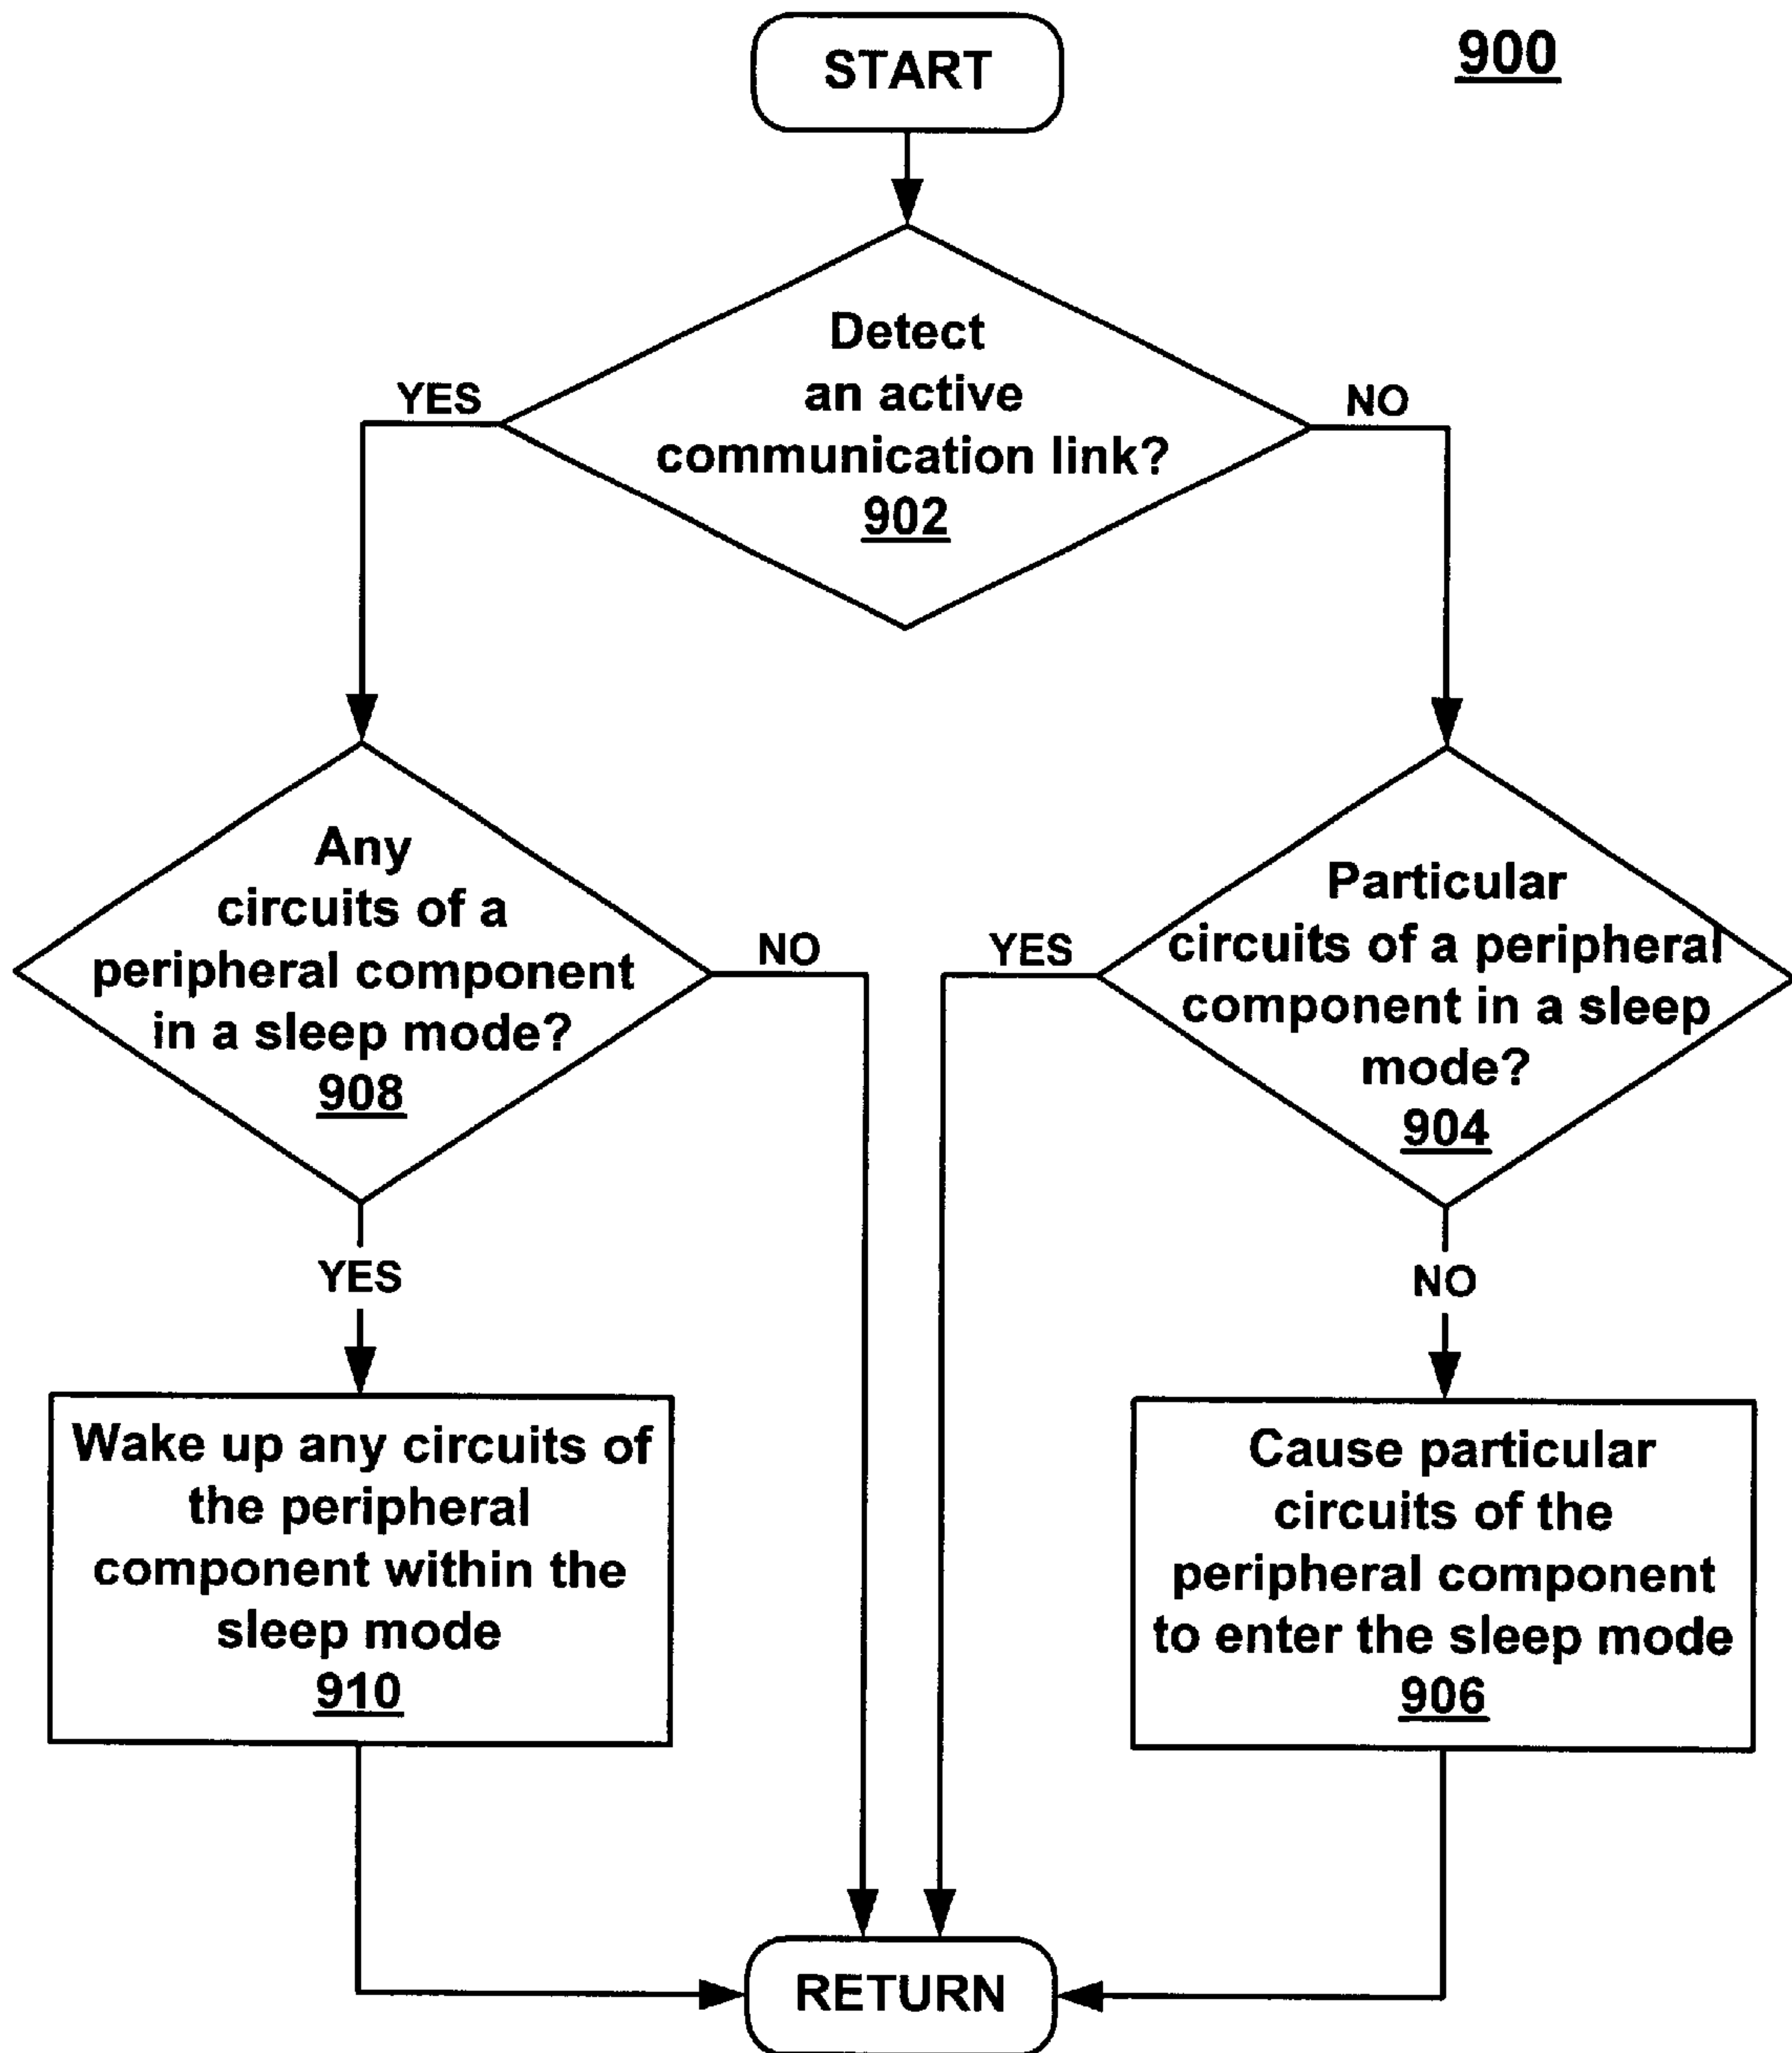 START
900
Detect
an active
communication link?
902
YES
NO
Any
circuits of a
peripheral component
in a sleep mode?
908
NO
YES
Particular
circuits of a peripheral
component in a sleep
mode?
904
YES
NO
Wake up any circuits of
the peripheral
component within the
sleep mode
910
Cause particular
circuits of the
peripheral component
to enter the sleep mode
906
RETURN